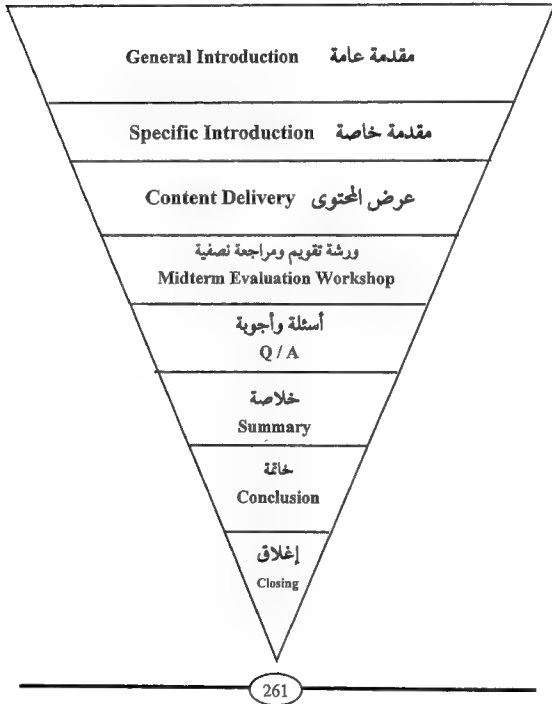 General Introduction مقدمة عامة
Specific Introduction مقدمة خاصة
Content Delivery عرض المحتوى
ورشة تقويم ومراجعة نصفية
Midterm Evaluation Workshop
أسئلة وأجوبة
Q / A
خلاصة
Summary
خاتمة
Conclusion
إغلاق
Closing
261